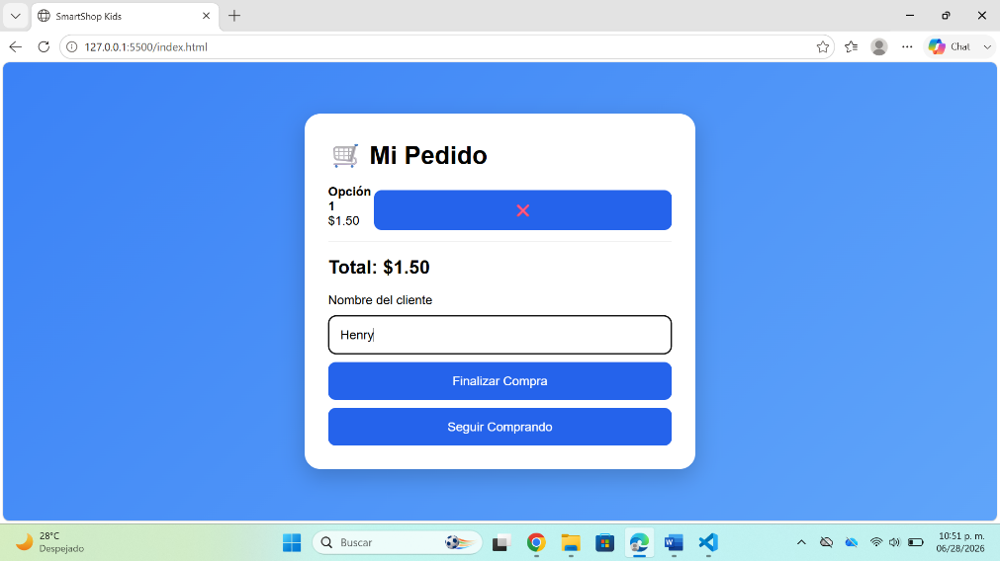 SmartShop Kids
127.0.0.1:5500/index.html
Chat
Mi Pedido
Opción
1
$1.50
Total: $1.50
Nombre del cliente
Henry
Finalizar Compra
Seguir Comprando
28°C
Despejado
Buscar
10:51 p. m.
06/28/2026